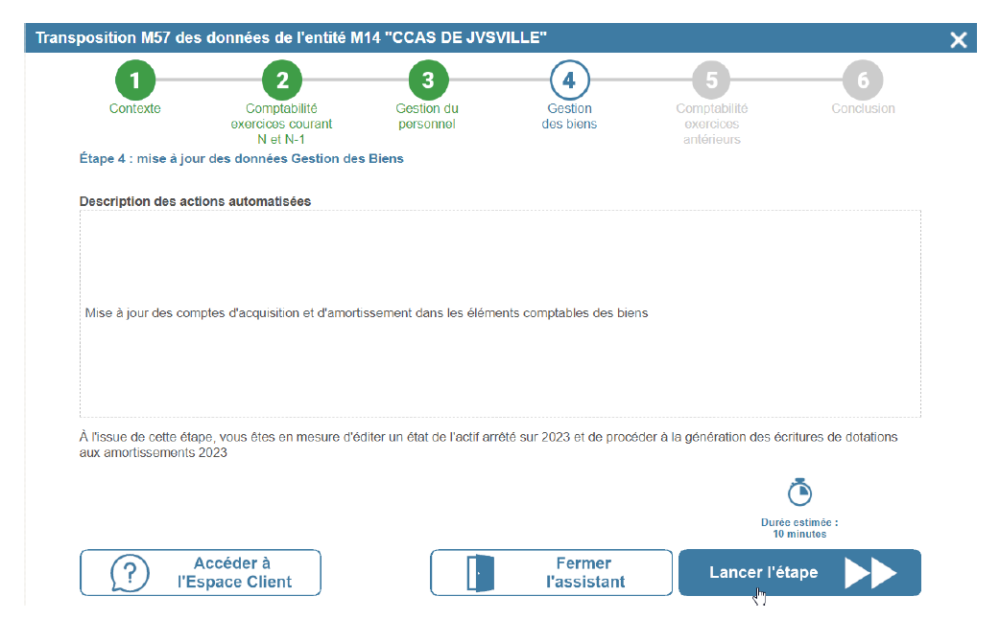 Transposition M57 des données de l'entité M14 "CCAS DE JVSVILLE"
1
2
3
4
5
6
Contexte
Comptabilité
exercices courant
N et N-1
Gestion du
personnel
Gestion
des biens
Comptabilité
exercices
antérieurs
Conclusion
Étape 4 : mise à jour des données Gestion des Biens
Description des actions automatisées
Mise à jour des comptes d'acquisition et d'amortissement dans les éléments comptables des biens
À l'issue de cette étape, vous êtes en mesure d'éditer un état de l'actif arrêté sur 2023 et de procéder à la génération des écritures de dotations
aux amortissements 2023
Durée estimée :
10 minutes
Accéder à
l'Espace Client
Fermer
l'assistant
Lancer l'étape